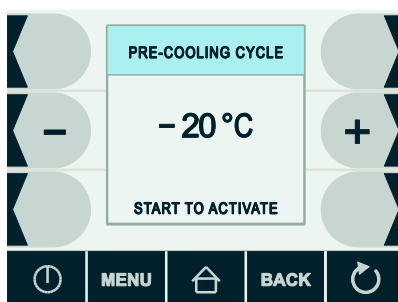 PRE-COOLING CYCLE
− − 20 °C +
START TO ACTIVATE
MENU BACK